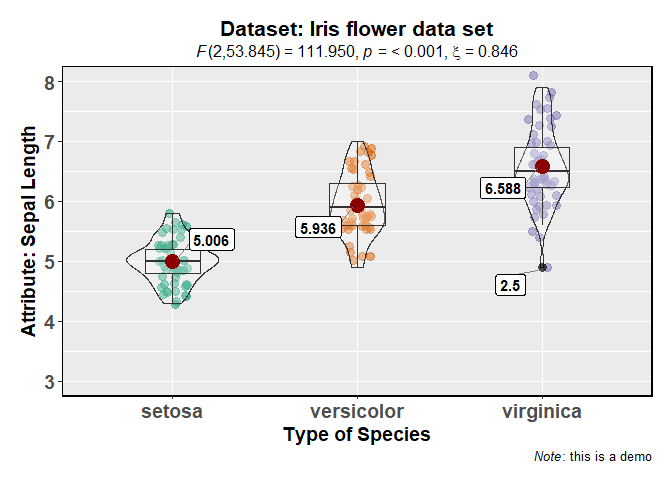 Dataset: Iris flower data set
F(2,53.845) = 111.950, p = < 0.001, ξ = 0.846
Attribute: Sepal Length
8
7
6
5
4
3
5.006
5.936
6.588
2.5
setosa
versicolor
virginica
Type of Species
Note: this is a demo